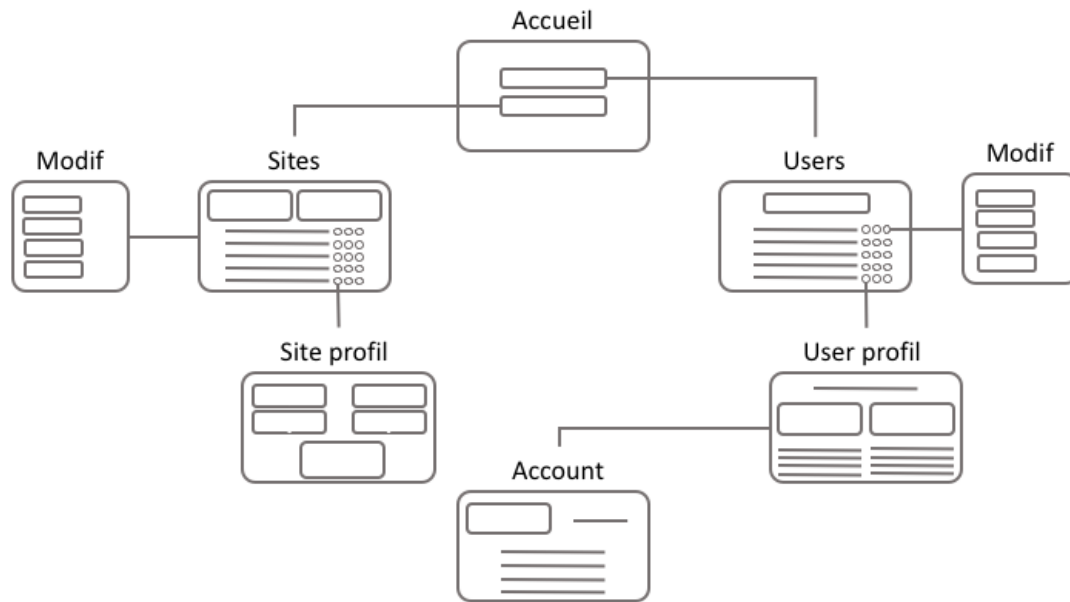 Accueil
Modif
Sites
Users
Modif
Site profil
User profil
Account